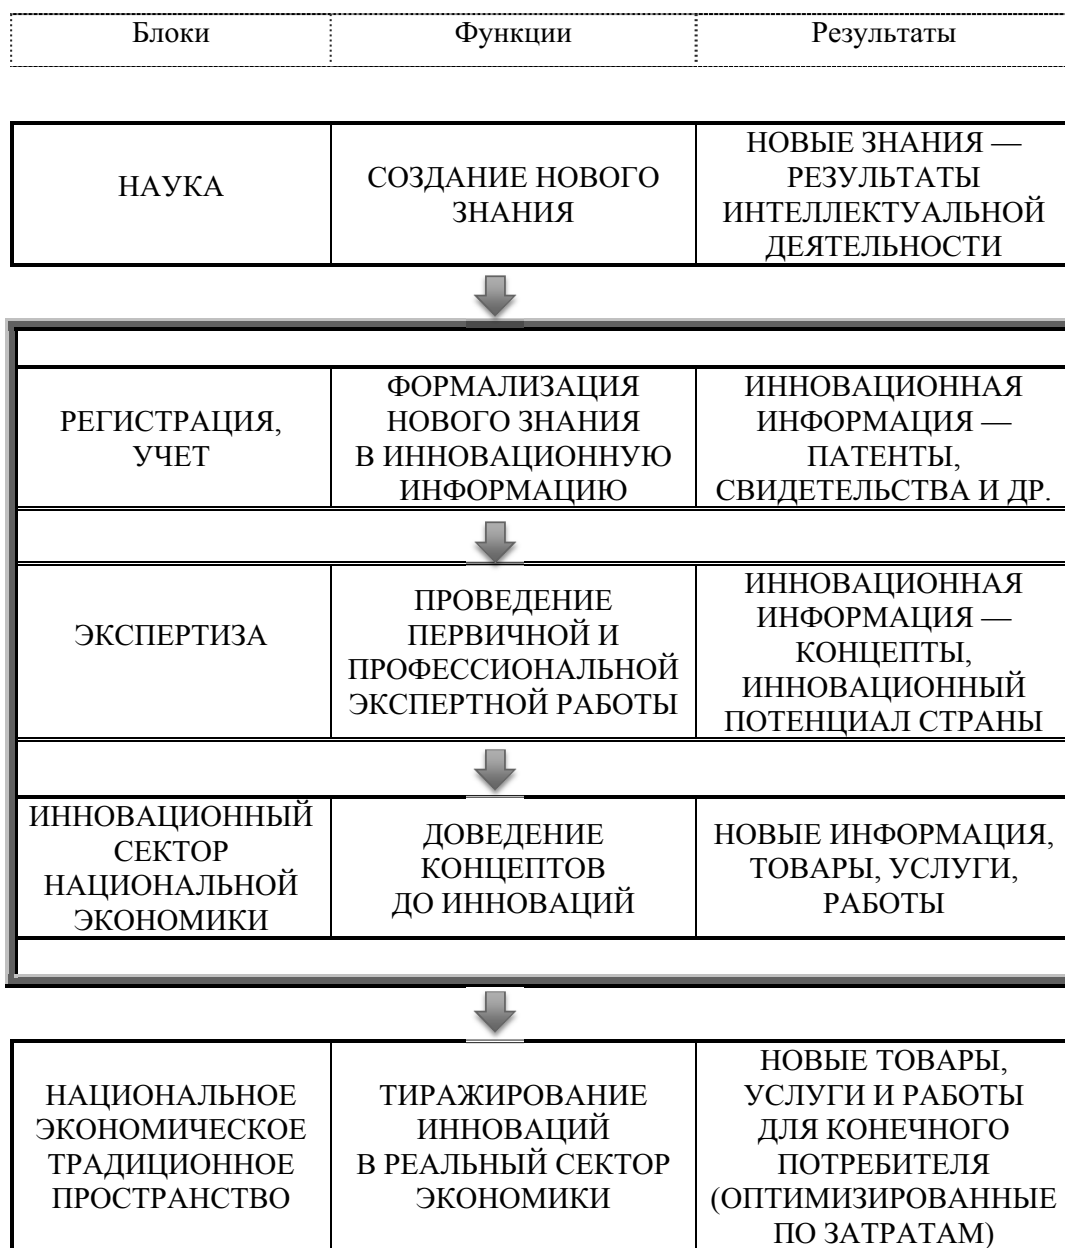 Блоки
Функции
Результаты
НАУКА
СОЗДАНИЕ НОВОГО
ЗНАНИЯ
НОВЫЕ ЗНАНИЯ —
РЕЗУЛЬТАТЫ
ИНТЕЛЛЕКТУАЛЬНОЙ
ДЕЯТЕЛЬНОСТИ
РЕГИСТРАЦИЯ,
УЧЕТ
ФОРМАЛИЗАЦИЯ
НОВОГО ЗНАНИЯ
В ИННОВАЦИОННУЮ
ИНФОРМАЦИЮ
ИННОВАЦИОННАЯ
ИНФОРМАЦИЯ —
ПАТЕНТЫ,
СВИДЕТЕЛЬСТВА И ДР.
ЭКСПЕРТИЗА
ПРОВЕДЕНИЕ
ПЕРВИЧНОЙ И
ПРОФЕССИОНАЛЬНОЙ
ЭКСПЕРТНОЙ РАБОТЫ
ИННОВАЦИОННАЯ
ИНФОРМАЦИЯ —
КОНЦЕПТЫ,
ИННОВАЦИОННЫЙ
ПОТЕНЦИАЛ СТРАНЫ
ИННОВАЦИОННЫЙ
СЕКТОР
НАЦИОНАЛЬНОЙ
ЭКОНОМИКИ
ДОВЕДЕНИЕ
КОНЦЕПТОВ
ДО ИННОВАЦИЙ
НОВЫЕ ИНФОРМАЦИЯ,
ТОВАРЫ, УСЛУГИ,
РАБОТЫ
НАЦИОНАЛЬНОЕ
ЭКОНОМИЧЕСКОЕ
ТРАДИЦИОННОЕ
ПРОСТРАНСТВО
ТИРАЖИРОВАНИЕ
ИННОВАЦИЙ
В РЕАЛЬНЫЙ СЕКТОР
ЭКОНОМИКИ
НОВЫЕ ТОВАРЫ,
УСЛУГИ И РАБОТЫ
ДЛЯ КОНЕЧНОГО
ПОТРЕБИТЕЛЯ
(ОПТИМИЗИРОВАННЫЕ
ПО ЗАТРАТАМ)